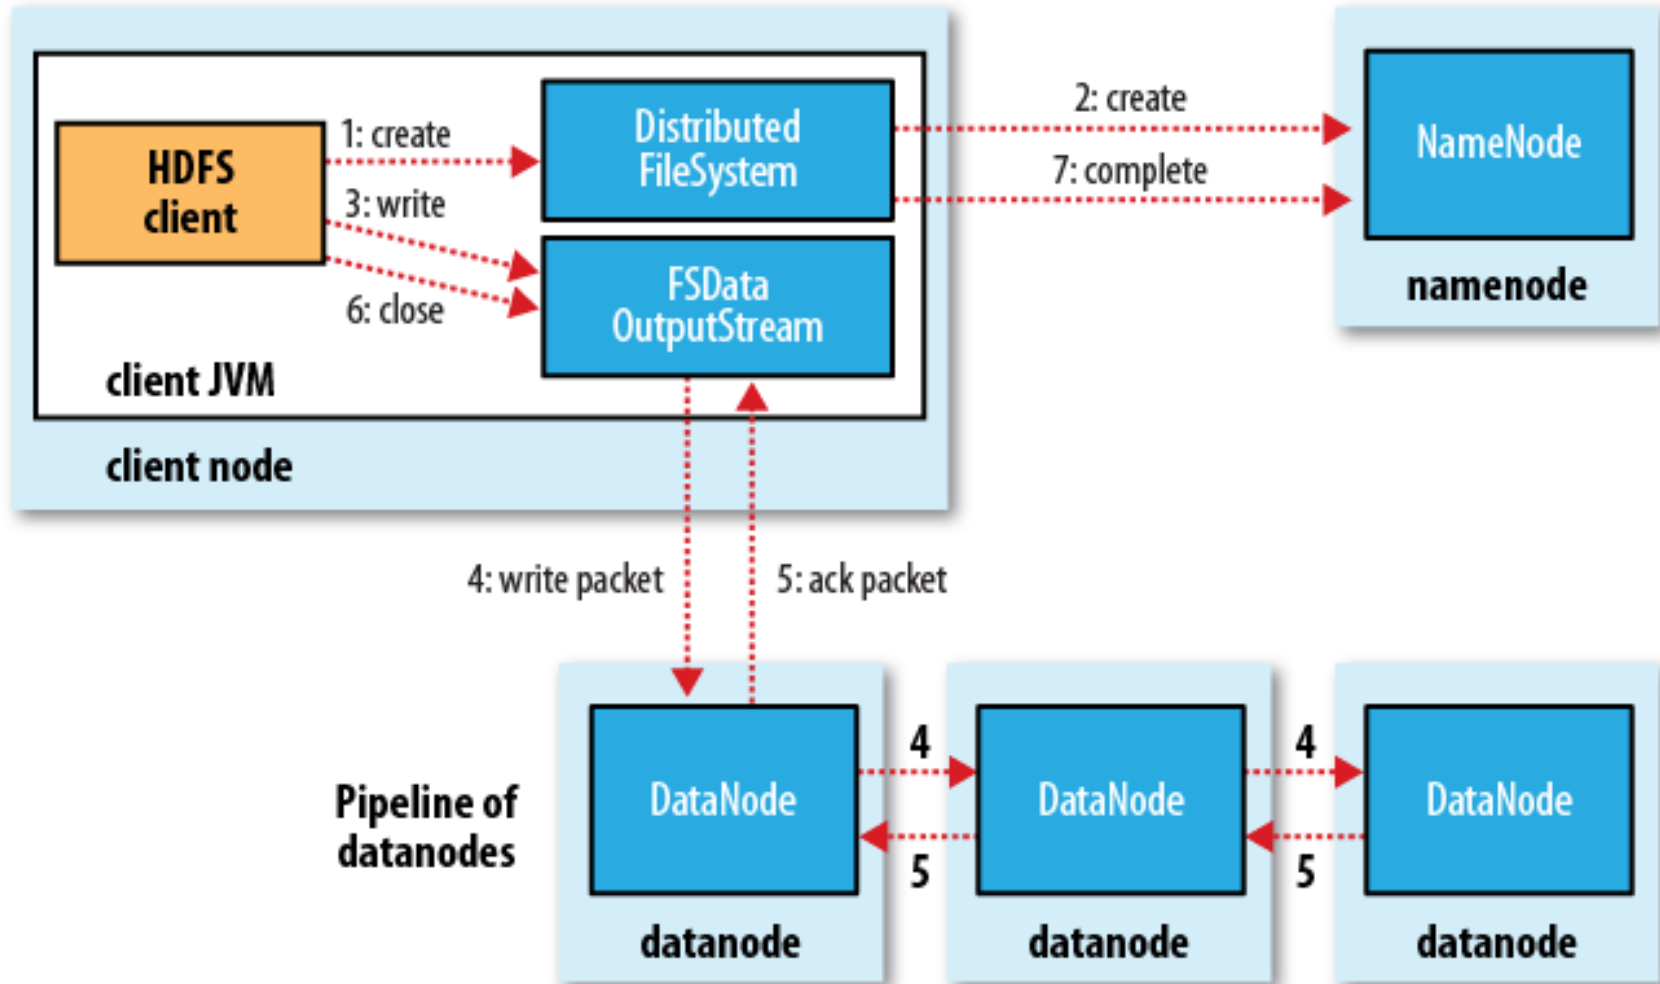 1: create
Distributed
FileSystem
2: create
NameNode
HDFS
client
7: complete
3: write
FSData
OutputStream
namenode
6: close
client JVM
client node
4: write packet
5: ack packet
4
4
Pipeline of
datanodes
DataNode
DataNode
DataNode
5
5
datanode
datanode
datanode